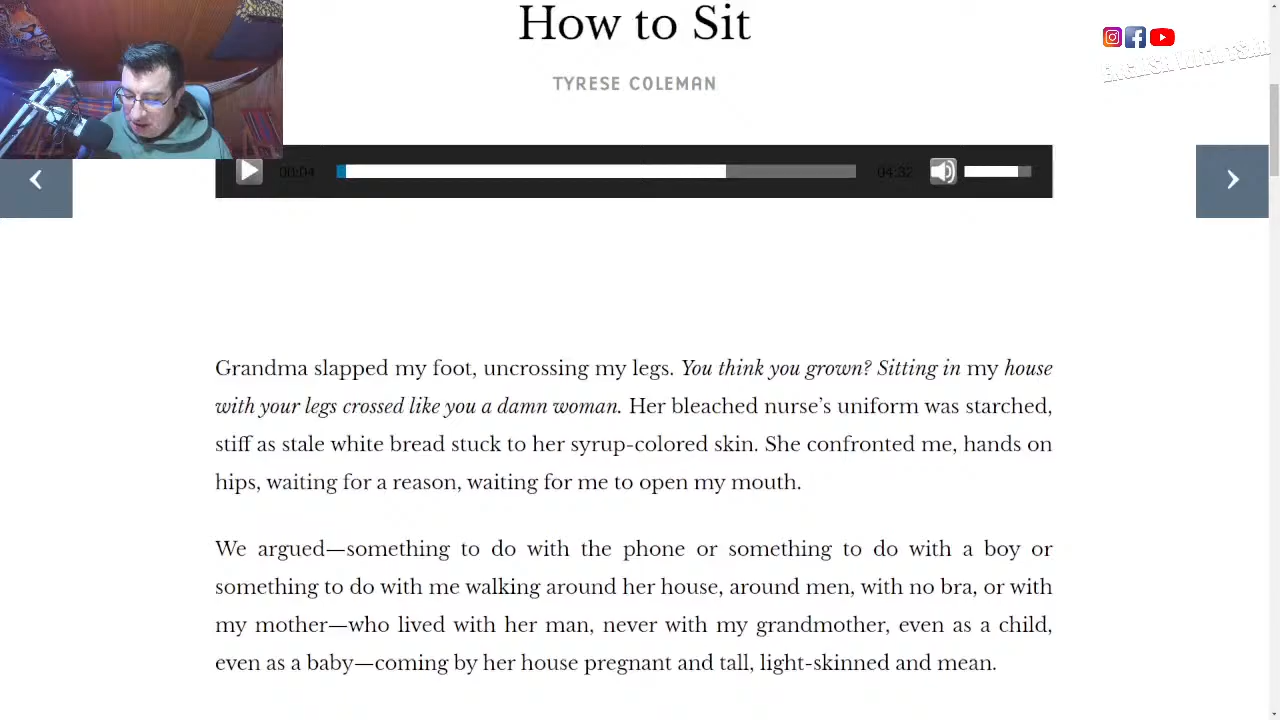 How to Sit
TYRESE COLEMAN
ENGLISH WITH
00:04
04:32
Grandma slapped my foot, uncrossing my legs. You think you grown? Sitting in my house
with your legs crossed like you a damn woman. Her bleached nurse’s uniform was starched,
stiff as stale white bread stuck to her syrup-colored skin. She confronted me, hands on
hips, waiting for a reason, waiting for me to open my mouth.
We argued—something to do with the phone or something to do with a boy or
something to do with me walking around her house, around men, with no bra, or with
my mother—who lived with her man, never with my grandmother, even as a child,
even as a baby—coming by her house pregnant and tall, light-skinned and mean.